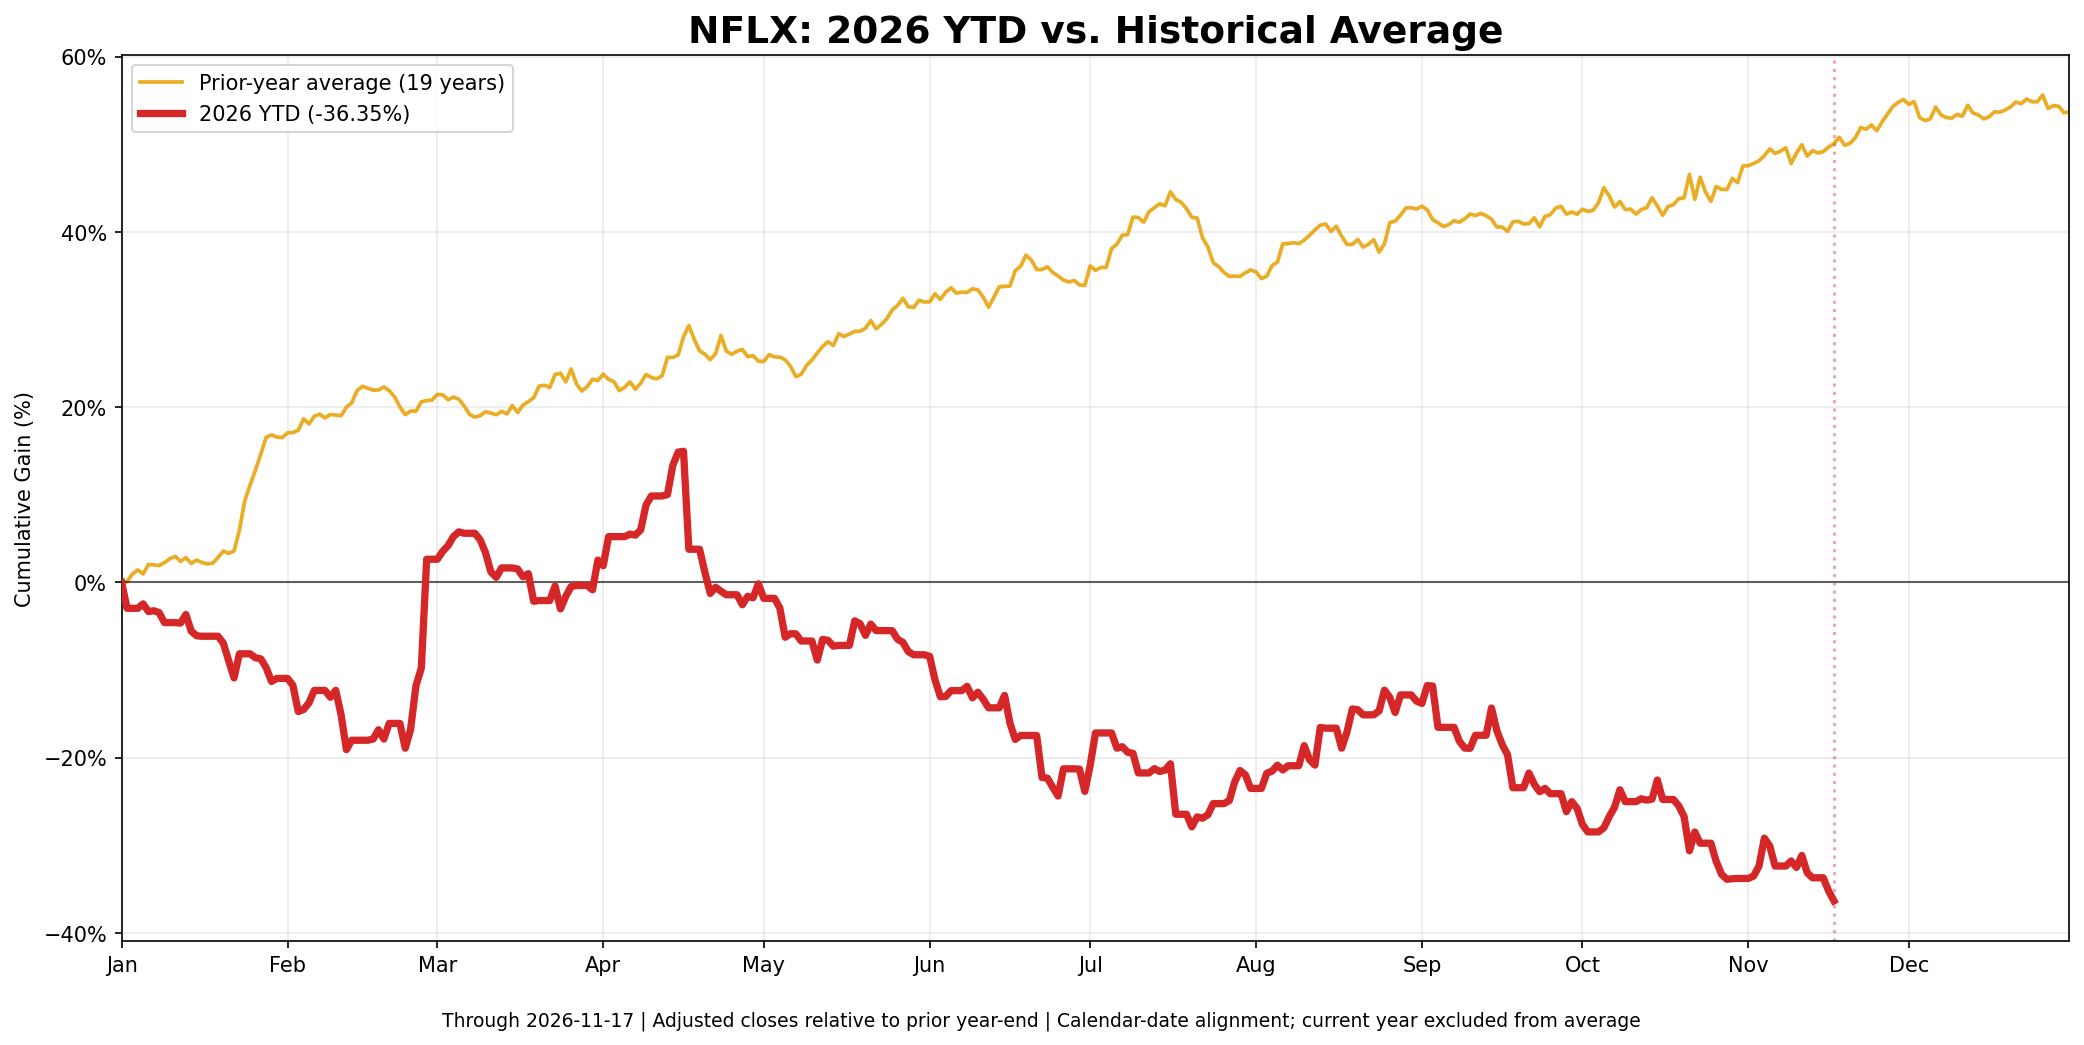 NFLX: 2026 YTD vs. Historical Average
Prior-year average (19 years)
2026 YTD (-36.35%)
Cumulative Gain (%)
60%
40%
20%
0%
−20%
−40%
Jan Feb Mar Apr May Jun Jul Aug Sep Oct Nov Dec
Through 2026-11-17 | Adjusted closes relative to prior year-end | Calendar-date alignment; current year excluded from average